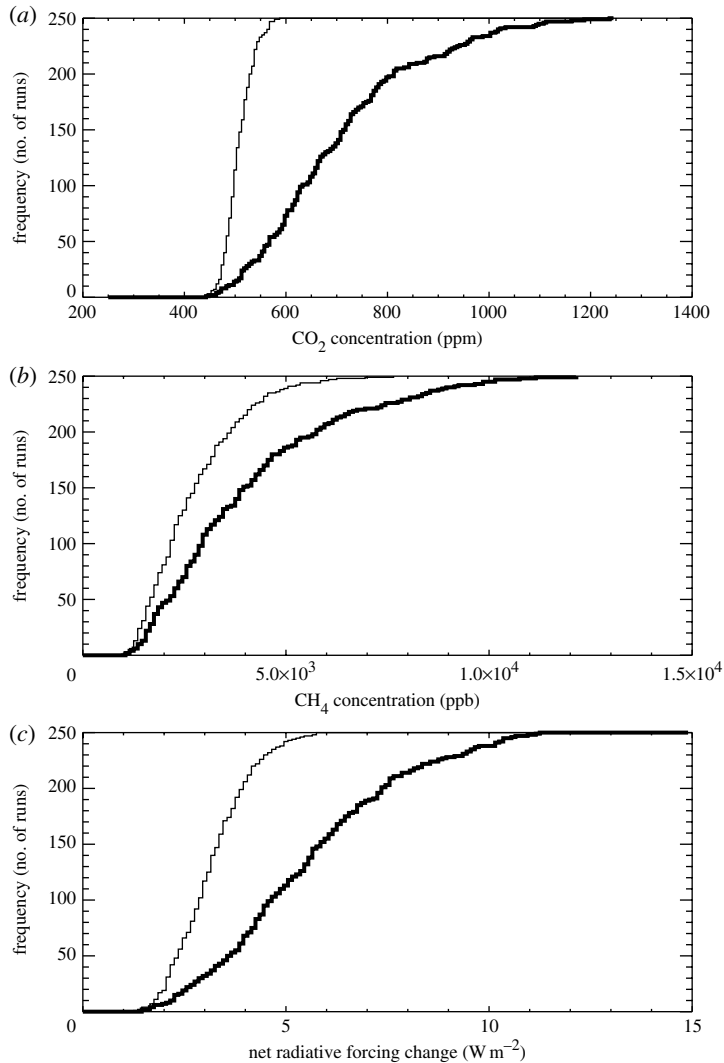 (a)
250
200
150
100
50
0
frequency (no. of runs)
200 400 600 800 1000 1200 1400
CO2 concentration (ppm)
(b)
250
200
150
100
50
frequency (no. of runs)
0 5.0×10³ 1.0×10⁴ 1.5×10⁴
CH4 concentration (ppb)
(c)
250
200
150
100
50
frequency (no. of runs)
0 5 10 15
net radiative forcing change (W m⁻²)